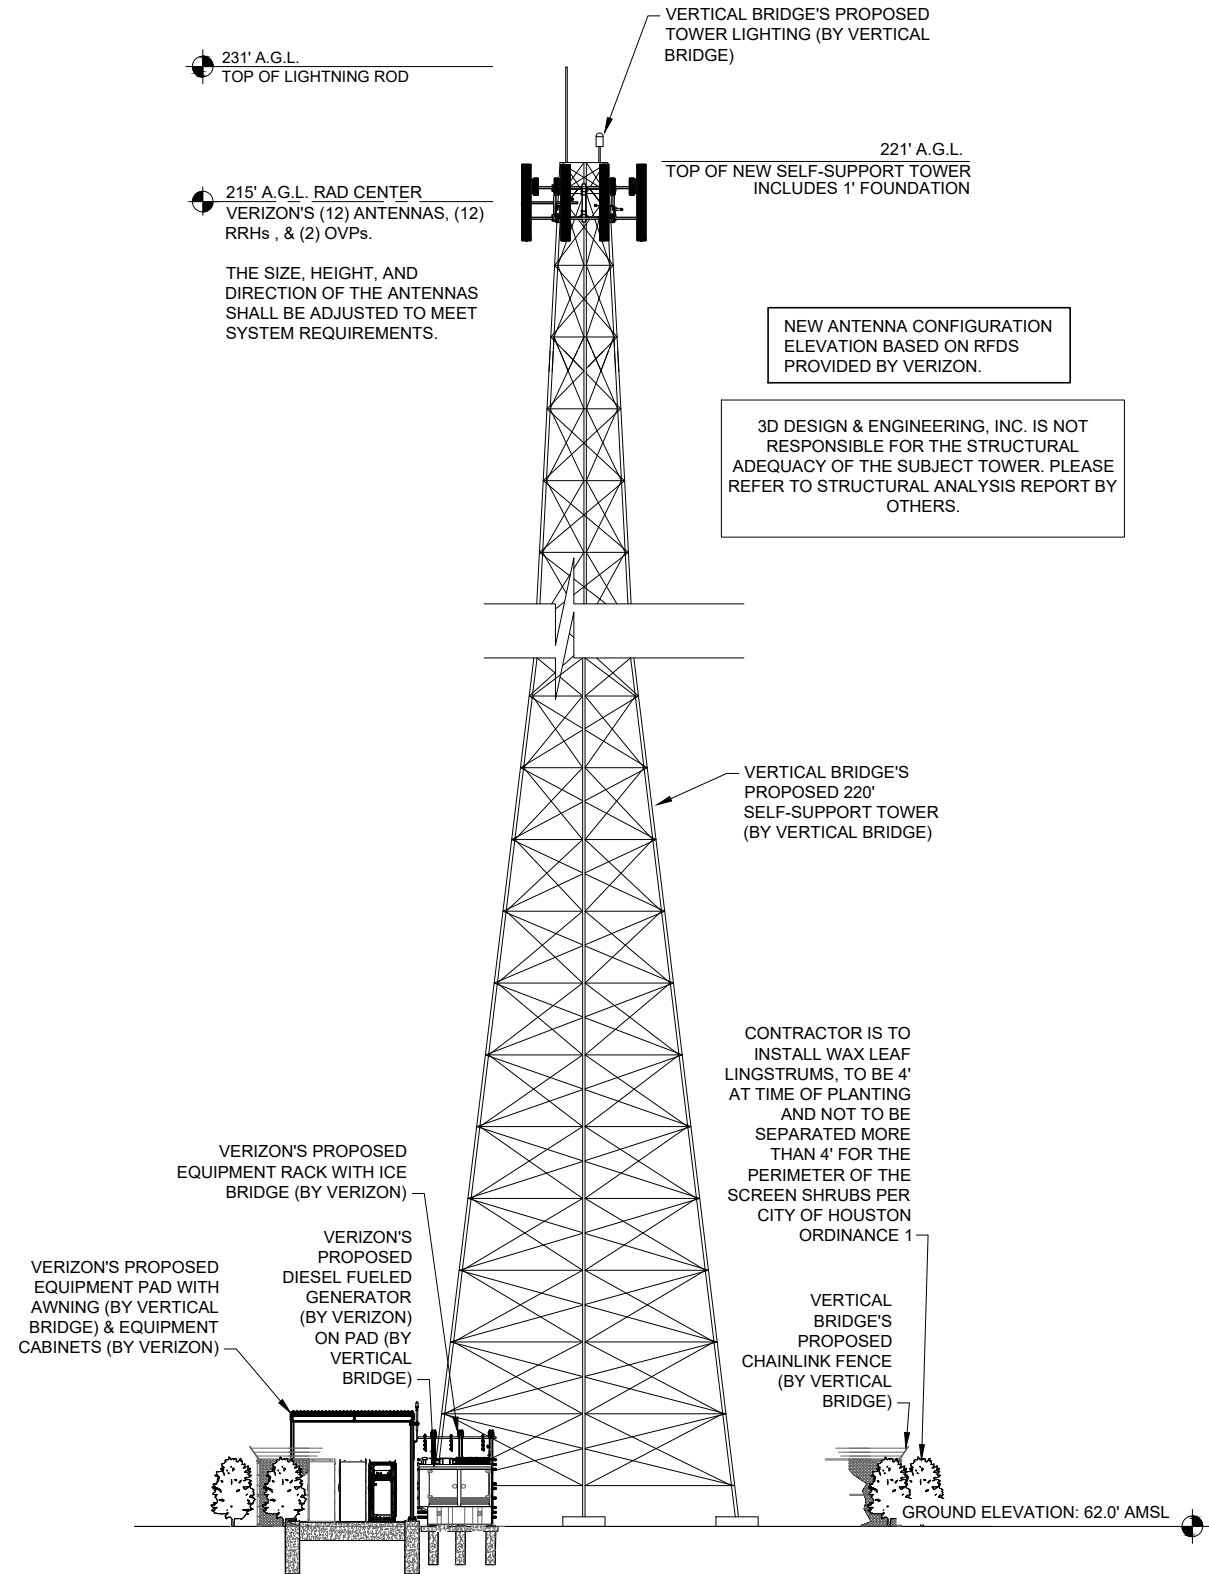 VERTICAL BRIDGE'S PROPOSED
TOWER LIGHTING (BY VERTICAL
BRIDGE)
231' A.G.L.
TOP OF LIGHTNING ROD
221' A.G.L.
TOP OF NEW SELF-SUPPORT TOWER
INCLUDES 1' FOUNDATION
215' A.G.L. RAD CENTER
VERIZON'S (12) ANTENNAS, (12)
RRHs , & (2) OVPs.
THE SIZE, HEIGHT, AND
DIRECTION OF THE ANTENNAS
SHALL BE ADJUSTED TO MEET
SYSTEM REQUIREMENTS.
NEW ANTENNA CONFIGURATION
ELEVATION BASED ON RFDS
PROVIDED BY VERIZON.
3D DESIGN & ENGINEERING, INC. IS NOT
RESPONSIBLE FOR THE STRUCTURAL
ADEQUACY OF THE SUBJECT TOWER. PLEASE
REFER TO STRUCTURAL ANALYSIS REPORT BY
OTHERS.
VERTICAL BRIDGE'S
PROPOSED 220'
SELF-SUPPORT TOWER
(BY VERTICAL BRIDGE)
CONTRACTOR IS TO
INSTALL WAX LEAF
LINGSTRUMS, TO BE 4'
AT TIME OF PLANTING
AND NOT TO BE
SEPARATED MORE
THAN 4' FOR THE
PERIMETER OF THE
SCREEN SHRUBS PER
CITY OF HOUSTON
ORDINANCE 1
VERIZON'S PROPOSED
EQUIPMENT RACK WITH ICE
BRIDGE (BY VERIZON)
VERIZON'S
PROPOSED
DIESEL FUELED
GENERATOR
(BY VERIZON)
ON PAD (BY
VERTICAL
BRIDGE)
VERIZON'S PROPOSED
EQUIPMENT PAD WITH
AWNING (BY VERTICAL
BRIDGE) & EQUIPMENT
CABINETS (BY VERIZON)
VERTICAL
BRIDGE'S
PROPOSED
CHAINLINK FENCE
(BY VERTICAL
BRIDGE)
GROUND ELEVATION: 62.0' AMSL